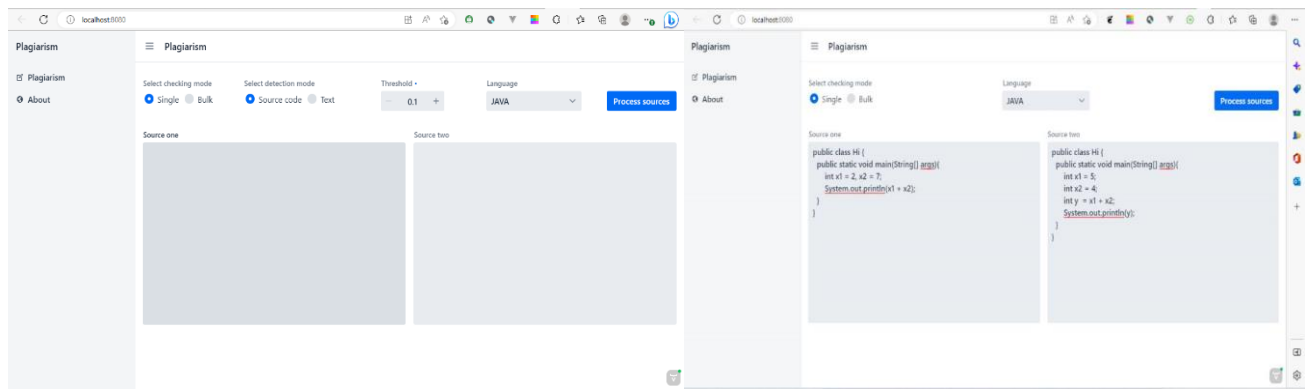 localhost:8080
Plagiarism
Plagiarism
Plagiarism
About
Select checking mode
Single Bulk
Select detection mode
Source code Text
Threshold •
− 0.1 +
Language
JAVA
Process sources
Source one
Source two
localhost:8080
Plagiarism
Plagiarism
Plagiarism
About
Select checking mode
Single Bulk
Language
JAVA
Process sources
Source one
public class Hi {
public static void main(String[] args){
int x1 = 2, x2 = 7;
System.out.println(x1 + x2);
}
}
Source two
public class Hi {
public static void main(String[] args){
int x1 = 5;
int x2 = 4;
int y = x1 + x2;
System.out.println(y);
}
}